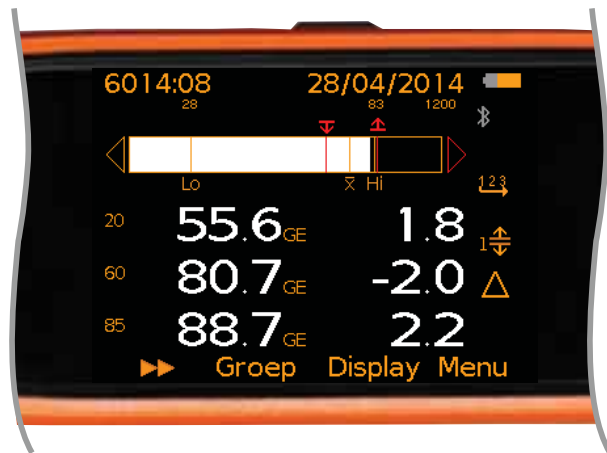 6014:08 28/04/2014
28 83 1200
Lo x̅ Hi
123
20 55.6GE 1.8
1
60 80.7GE -2.0
85 88.7GE 2.2
Groep Display Menu